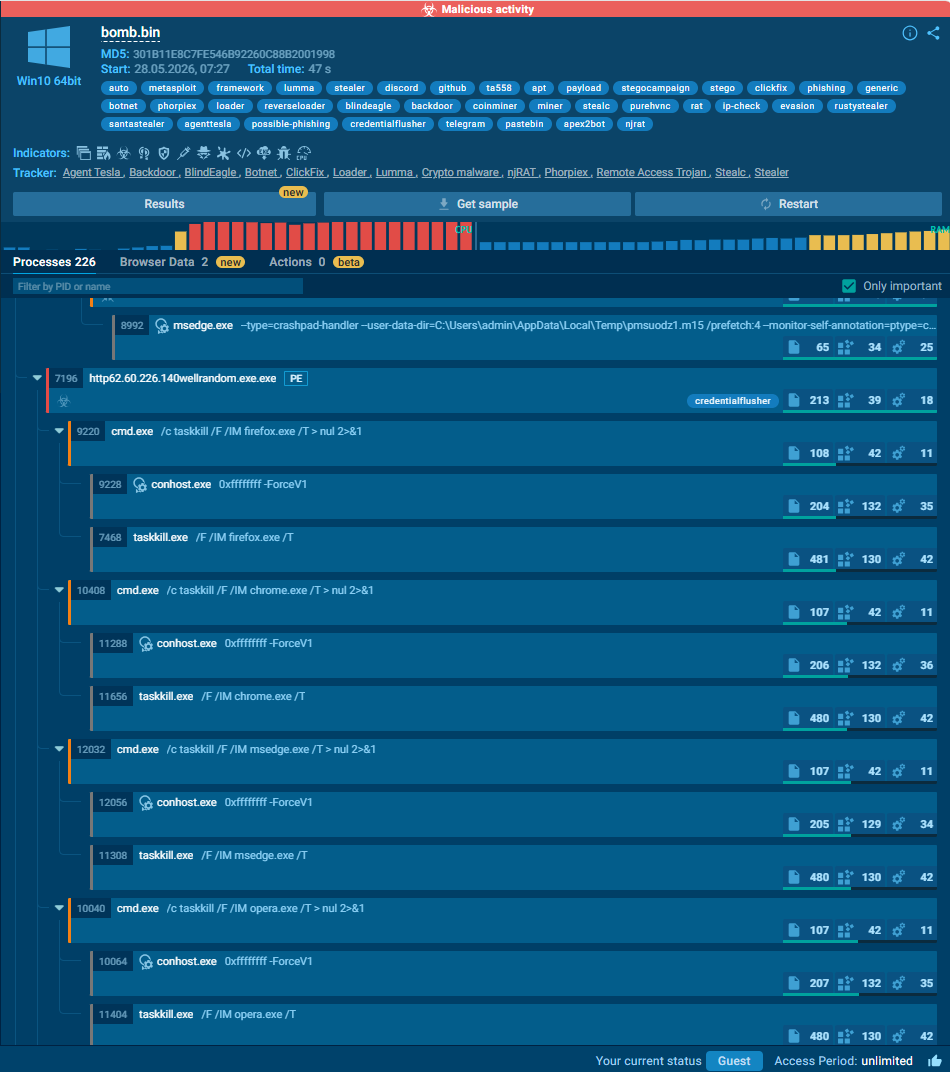 Malicious activity
bomb.bin
MD5: 301B11E8C7FE546B92260C88B2001998
Start: 28.05.2026, 07:27 Total time: 47 s
Win10 64bit
auto metasploit framework lumma stealer discord github ta558 apt payload stegocampaign stego clickfix phishing generic
botnet phorpiex loader reverseloader blindeagle backdoor coinminer miner stealc purehvnc rat ip-check evasion rustystealer
santastealer agenttesla possible-phishing credentialflusher telegram pastebin apex2bot njrat
Indicators:
Tracker: Agent Tesla , Backdoor , BlindEagle , Botnet , ClickFix , Loader , Lumma , Crypto malware , njRAT , Phorpiex , Remote Access Trojan , Stealc , Stealer
new
Results Get sample Restart
CPU RAM
Processes 226 Browser Data 2 new Actions 0 beta
Filter by PID or name Only important
8992 msedge.exe --type=crashpad-handler --user-data-dir=C:\Users\admin\AppData\Local\Temp\pmsuodz1.m15 /prefetch:4 --monitor-self-annotation=ptype=c...
65 34 25
7196 http62.60.226.140wellrandom.exe.exe PE
credentialflusher 213 39 18
9220 cmd.exe /c taskkill /F /IM firefox.exe /T > nul 2>&1
108 42 11
9228 conhost.exe 0xffffffff -ForceV1
204 132 35
7468 taskkill.exe /F /IM firefox.exe /T
481 130 42
10408 cmd.exe /c taskkill /F /IM chrome.exe /T > nul 2>&1
107 42 11
11288 conhost.exe 0xffffffff -ForceV1
206 132 36
11656 taskkill.exe /F /IM chrome.exe /T
480 130 42
12032 cmd.exe /c taskkill /F /IM msedge.exe /T > nul 2>&1
107 42 11
12056 conhost.exe 0xffffffff -ForceV1
205 129 34
11308 taskkill.exe /F /IM msedge.exe /T
480 130 42
10040 cmd.exe /c taskkill /F /IM opera.exe /T > nul 2>&1
107 42 11
10064 conhost.exe 0xffffffff -ForceV1
207 132 35
11404 taskkill.exe /F /IM opera.exe /T
480 130 42
Your current status Guest Access Period: unlimited